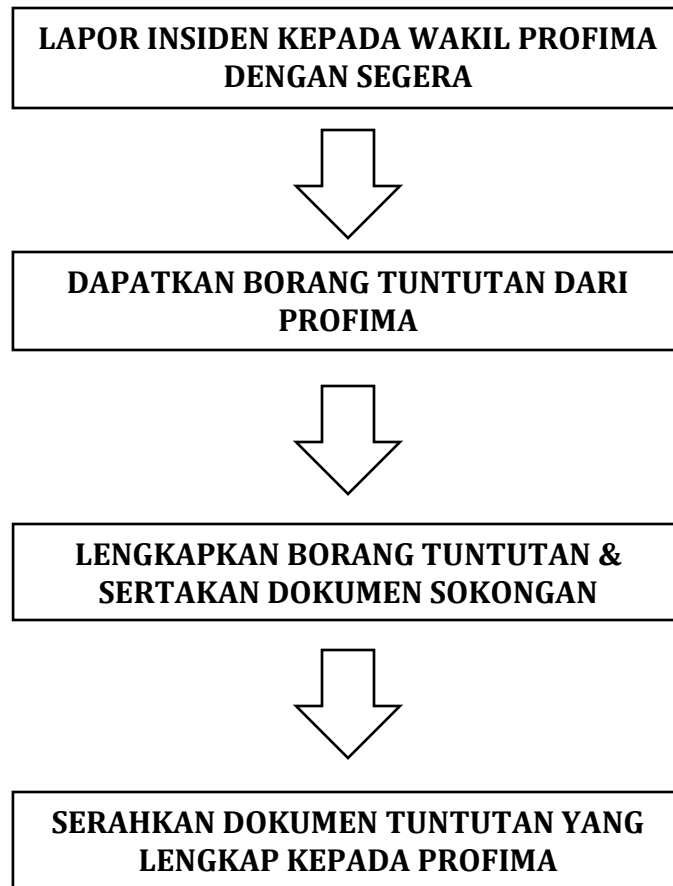 LAPOR INSIDEN KEPADA WAKIL PROFIMA
DENGAN SEGERA
DAPATKAN BORANG TUNTUTAN DARI
PROFIMA
LENGKAPKAN BORANG TUNTUTAN &
SERTAKAN DOKUMEN SOKONGAN
SERAHKAN DOKUMEN TUNTUTAN YANG
LENGKAP KEPADA PROFIMA